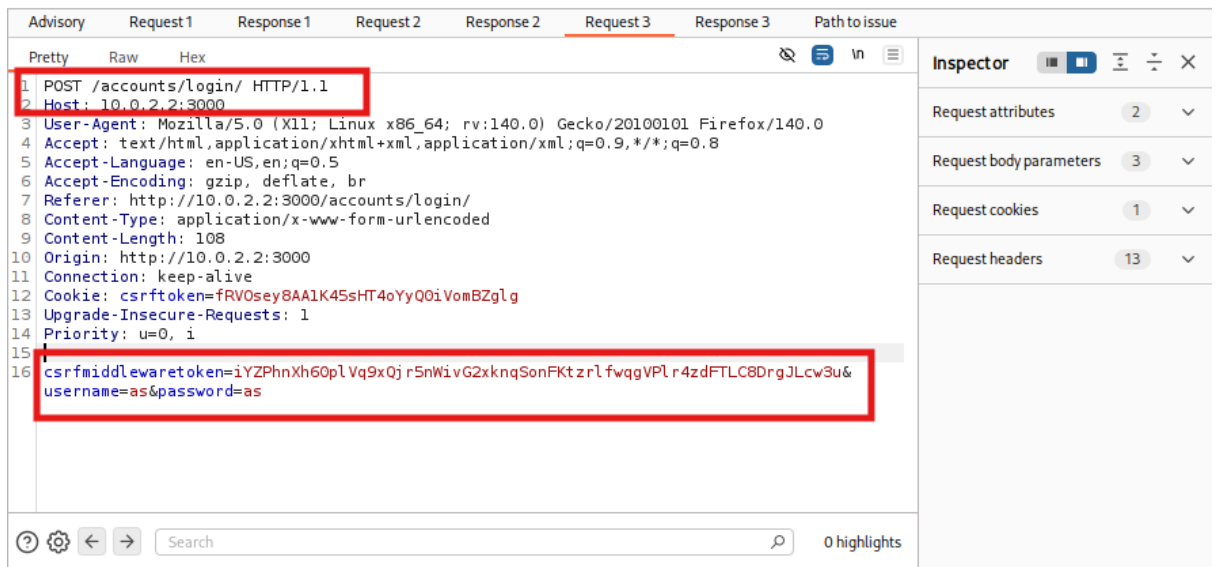 Advisory Request 1 Response 1 Request 2 Response 2 Request 3 Response 3 Path to issue
Pretty Raw Hex \n
1 POST /accounts/login/ HTTP/1.1
2 Host: 10.0.2.2:3000
3 User-Agent: Mozilla/5.0 (X11; Linux x86_64; rv:140.0) Gecko/20100101 Firefox/140.0
4 Accept: text/html,application/xhtml+xml,application/xml;q=0.9,*/*;q=0.8
5 Accept-Language: en-US,en;q=0.5
6 Accept-Encoding: gzip, deflate, br
7 Referer: http://10.0.2.2:3000/accounts/login/
8 Content-Type: application/x-www-form-urlencoded
9 Content-Length: 108
10 Origin: http://10.0.2.2:3000
11 Connection: keep-alive
12 Cookie: csrftoken=fRVOsey8AA1K45sHT4oYyQ0iVomBZglg
13 Upgrade-Insecure-Requests: 1
14 Priority: u=0, i
15
16 csrfmiddlewaretoken=iYZPhnXh60plVq9xQjr5nWivG2xknqSonFKtzrlfwqgVPlr4zdFTLC8DrgJLcw3u&
username=as&password=as
Inspector
Request attributes 2
Request body parameters 3
Request cookies 1
Request headers 13
Search
0 highlights